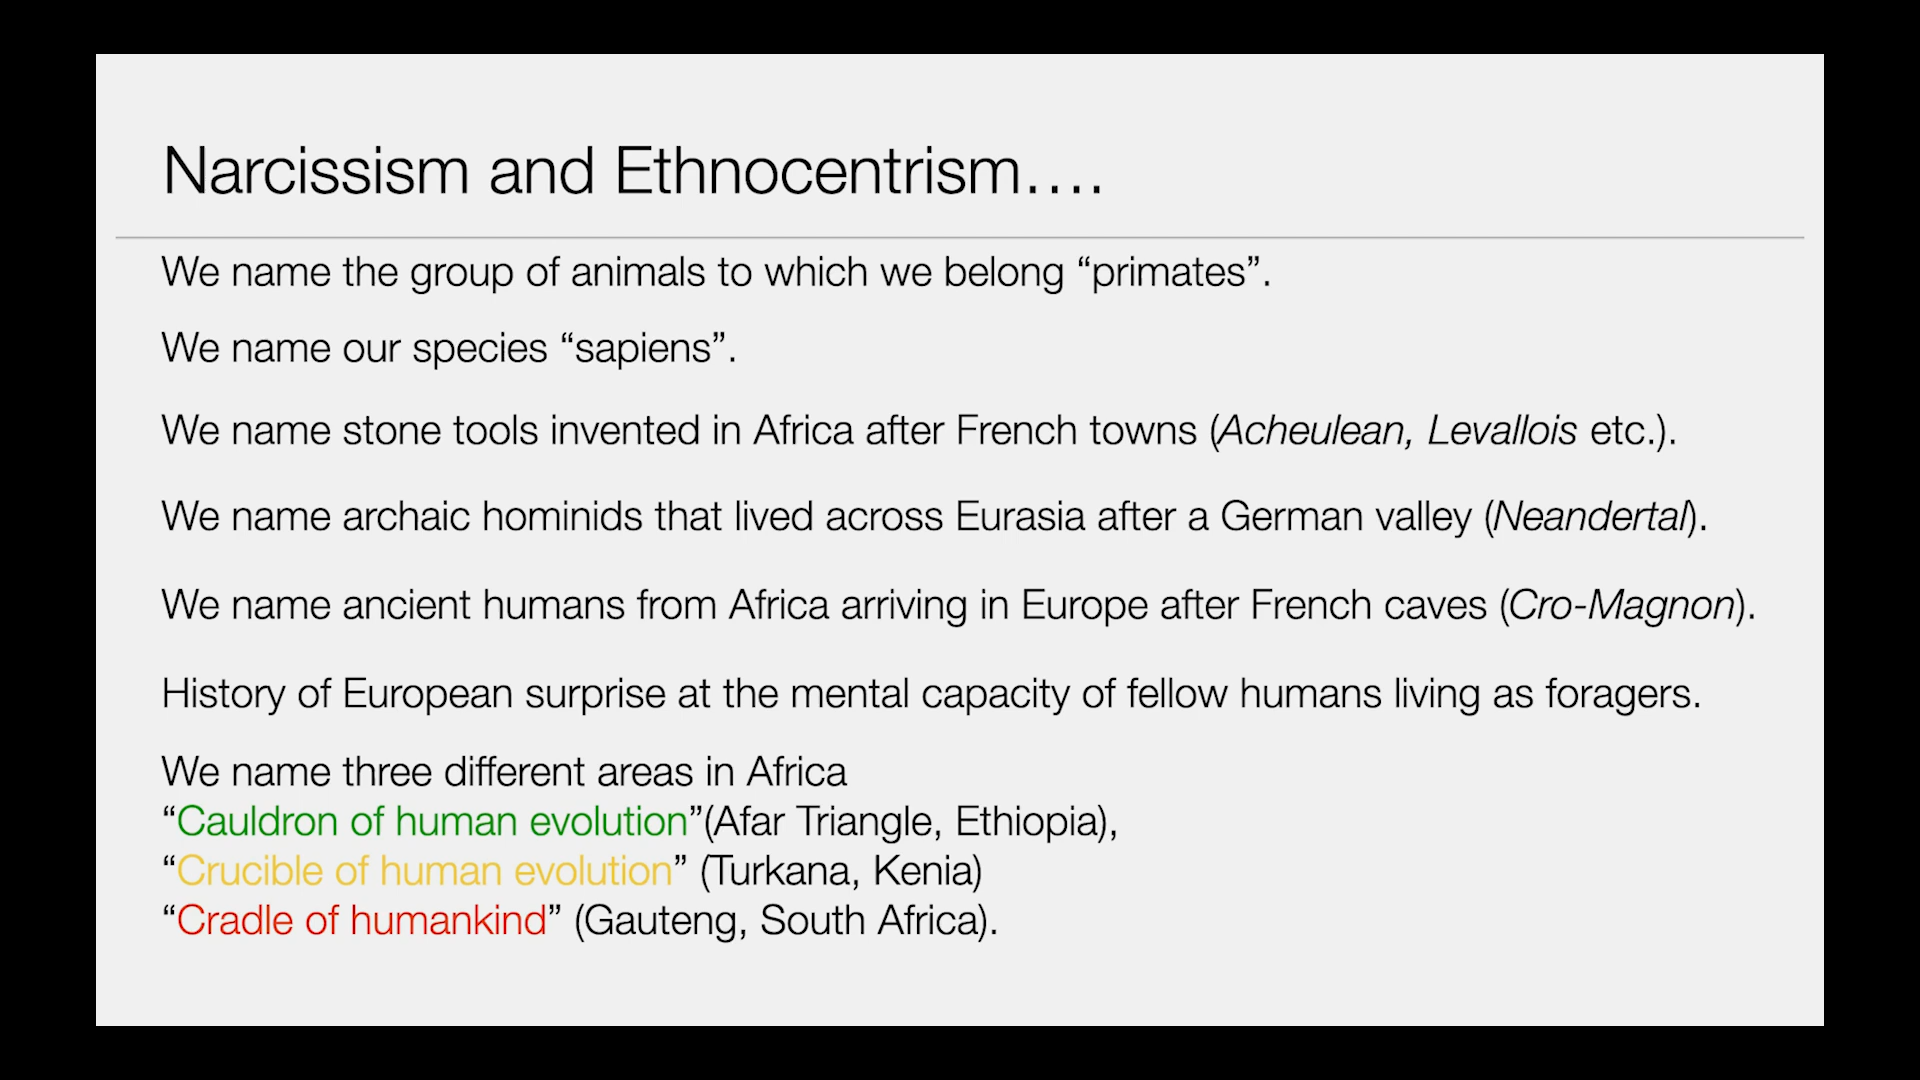 Narcissism and Ethnocentrism….
We name the group of animals to which we belong “primates”.
We name our species “sapiens”.
We name stone tools invented in Africa after French towns (Acheulean, Levallois etc.).
We name archaic hominids that lived across Eurasia after a German valley (Neandertal).
We name ancient humans from Africa arriving in Europe after French caves (Cro-Magnon).
History of European surprise at the mental capacity of fellow humans living as foragers.
We name three different areas in Africa
“Cauldron of human evolution”(Afar Triangle, Ethiopia),
“Crucible of human evolution” (Turkana, Kenia)
“Cradle of humankind” (Gauteng, South Africa).